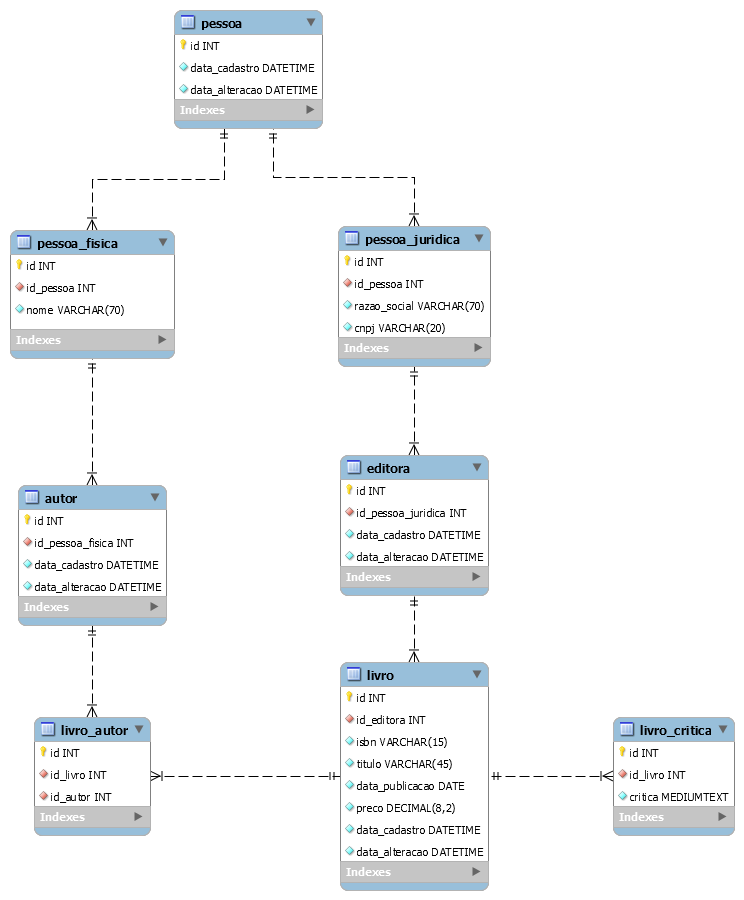 pessoa
id INT
data_cadastro DATETIME
data_alteracao DATETIME
Indexes
pessoa_fisica
id INT
id_pessoa INT
nome VARCHAR(70)
Indexes
pessoa_juridica
id INT
id_pessoa INT
razao_social VARCHAR(70)
cnpj VARCHAR(20)
Indexes
autor
id INT
id_pessoa_fisica INT
data_cadastro DATETIME
data_alteracao DATETIME
Indexes
editora
id INT
id_pessoa_juridica INT
data_cadastro DATETIME
data_alteracao DATETIME
Indexes
livro_autor
id INT
id_livro INT
id_autor INT
Indexes
livro
id INT
id_editora INT
isbn VARCHAR(15)
titulo VARCHAR(45)
data_publicacao DATE
preco DECIMAL(8,2)
data_cadastro DATETIME
data_alteracao DATETIME
Indexes
livro_critica
id INT
id_livro INT
critica MEDIUMTEXT
Indexes